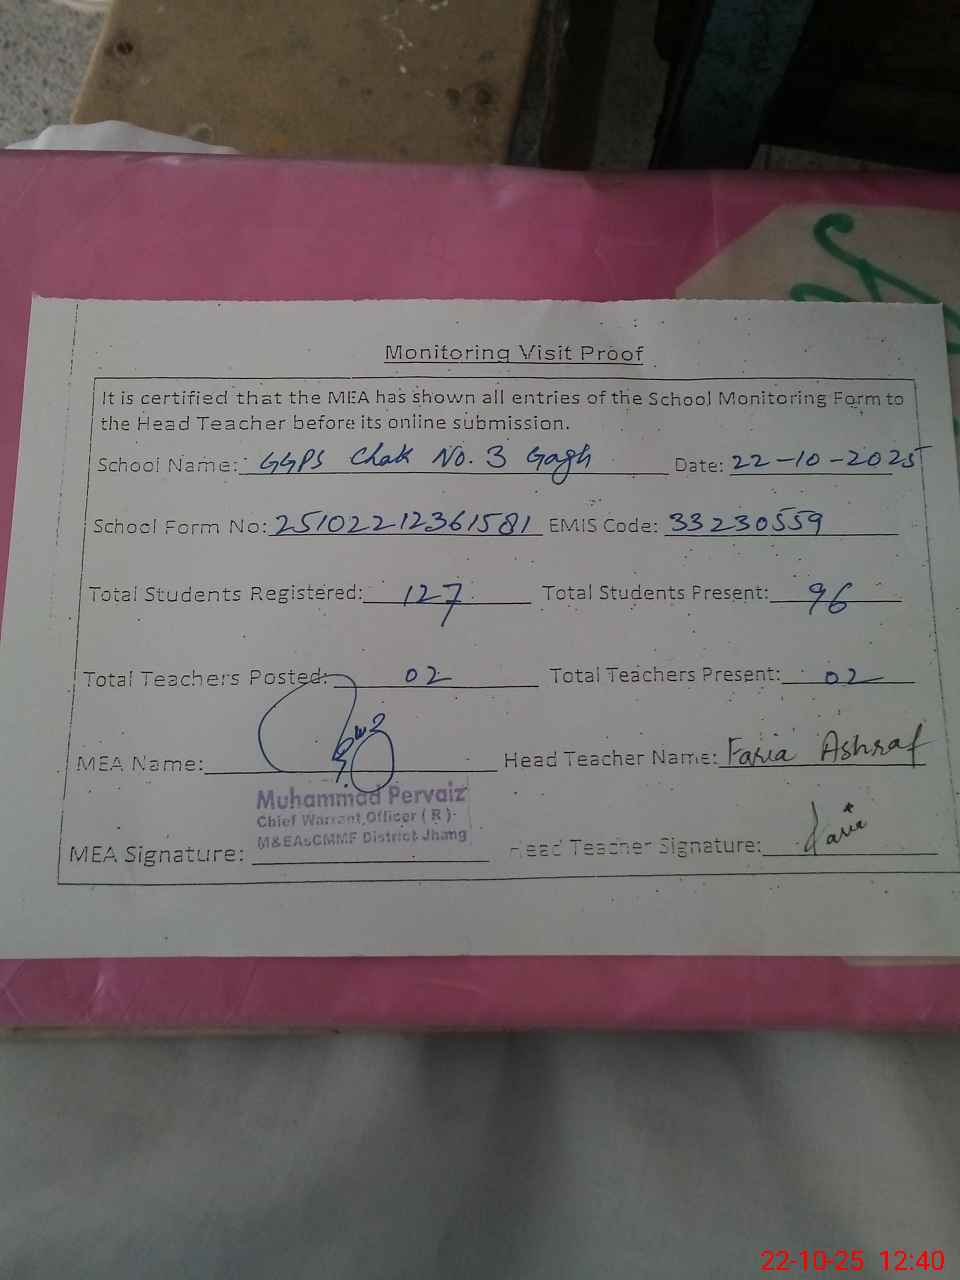 Monitoring Visit Proof
It is certified that the MEA has shown all entries of the School Monitoring Form to
the Head Teacher before its online submission.
School Name: GGPS Chak No. 3 Gagh Date: 22-10-2025
School Form No: 25102212361581 EMIS Code: 33230559
Total Students Registered: 127 Total Students Present: 96
Total Teachers Posted: 02 Total Teachers Present: 02
MEA Name: Head Teacher Name: Faria Ashraf
Muhammad Pervaiz
Chief Warrant Officer ( R )
M&EAsCMMF District Jhang
MEA Signature: Head Teacher Signature: Faria
22-10-25 12:40